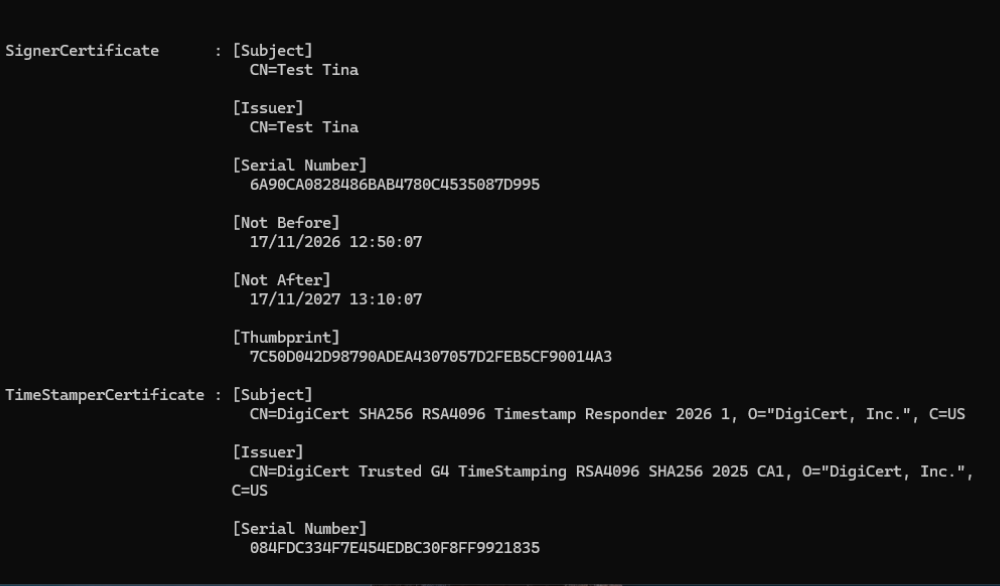 SignerCertificate : [Subject]
CN=Test Tina
[Issuer]
CN=Test Tina
[Serial Number]
6A90CA0828486BAB4780C4535087D995
[Not Before]
17/11/2026 12:50:07
[Not After]
17/11/2027 13:10:07
[Thumbprint]
7C50D042D98790ADEA4307057D2FEB5CF90014A3
TimeStamperCertificate : [Subject]
CN=DigiCert SHA256 RSA4096 Timestamp Responder 2026 1, O="DigiCert, Inc.", C=US
[Issuer]
CN=DigiCert Trusted G4 TimeStamping RSA4096 SHA256 2025 CA1, O="DigiCert, Inc.",
C=US
[Serial Number]
084FDC334F7E454EDBC30F8FF9921835